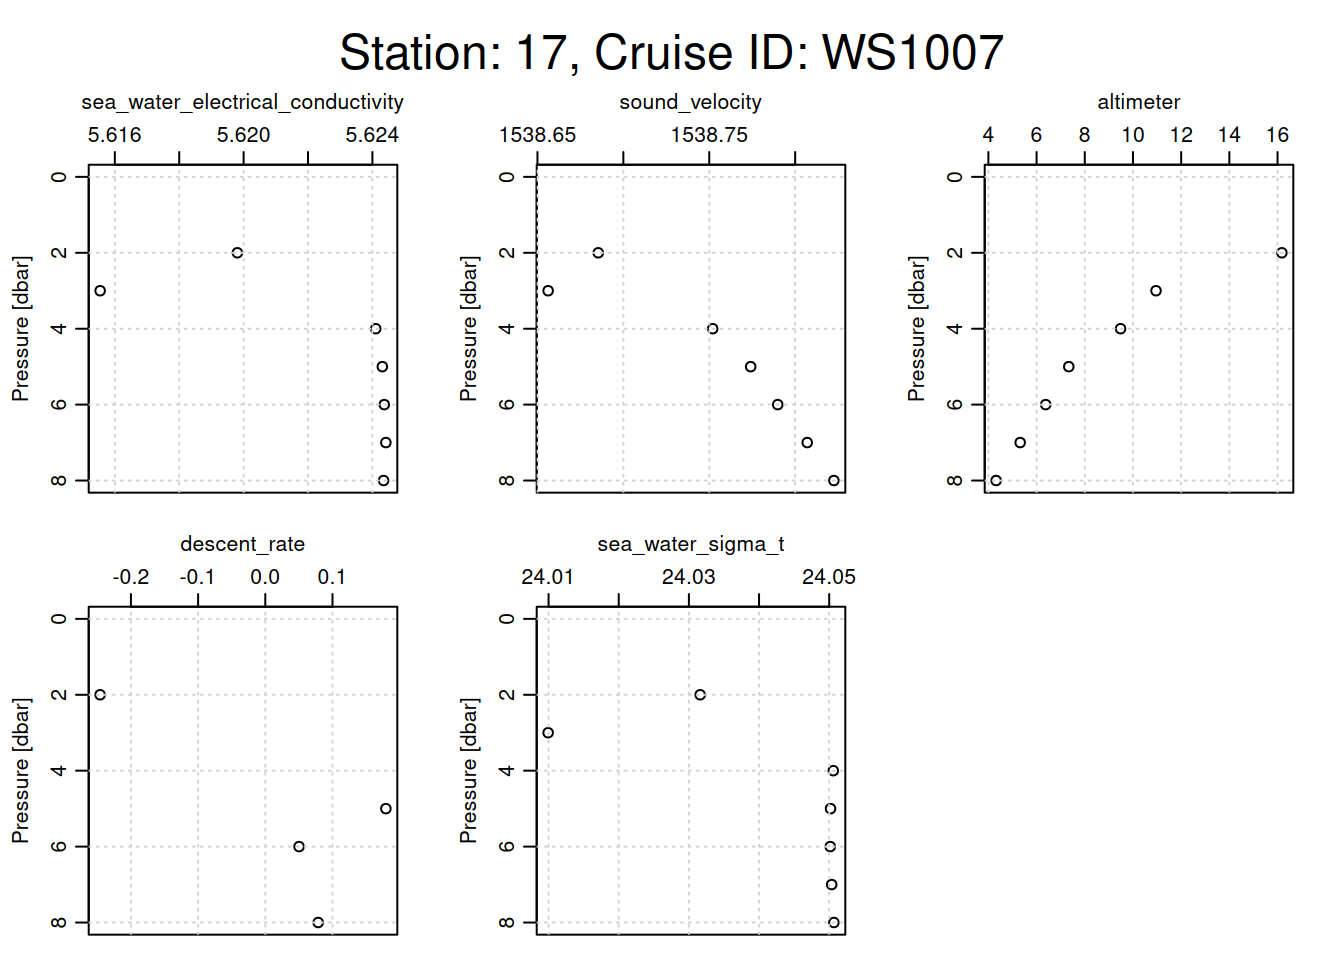 Station: 17, Cruise ID: WS1007
sea_water_electrical_conductivity
5.616 5.620 5.624
Pressure [dbar]
0
2
4
6
8
sound_velocity
1538.65 1538.75
Pressure [dbar]
0
2
4
6
8
altimeter
4 6 8 10 12 14 16
Pressure [dbar]
0
2
4
6
8
descent_rate
-0.2 -0.1 0.0 0.1
Pressure [dbar]
0
2
4
6
8
sea_water_sigma_t
24.01 24.03 24.05
Pressure [dbar]
0
2
4
6
8